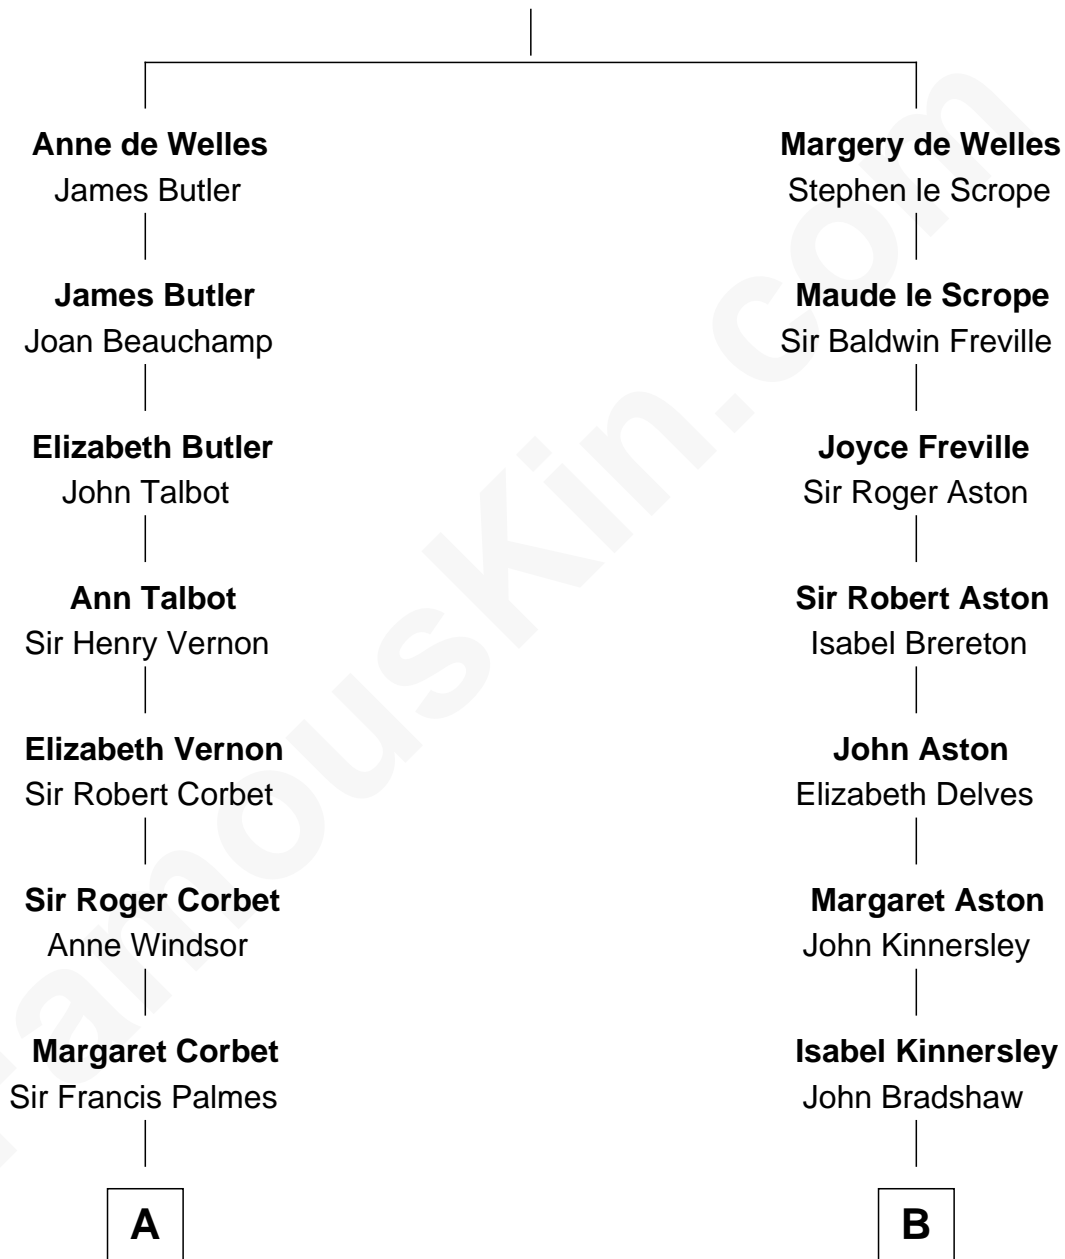 Anne de Welles
James Butler
James Butler
Joan Beauchamp
Elizabeth Butler
John Talbot
Ann Talbot
Sir Henry Vernon
Elizabeth Vernon
Sir Robert Corbet
Sir Roger Corbet
Anne Windsor
Margaret Corbet
Sir Francis Palmes
A
Margery de Welles
Stephen le Scrope
Maude le Scrope
Sir Baldwin Freville
Joyce Freville
Sir Roger Aston
Sir Robert Aston
Isabel Brereton
John Aston
Elizabeth Delves
Margaret Aston
John Kinnersley
Isabel Kinnersley
John Bradshaw
B
FamousKin.com